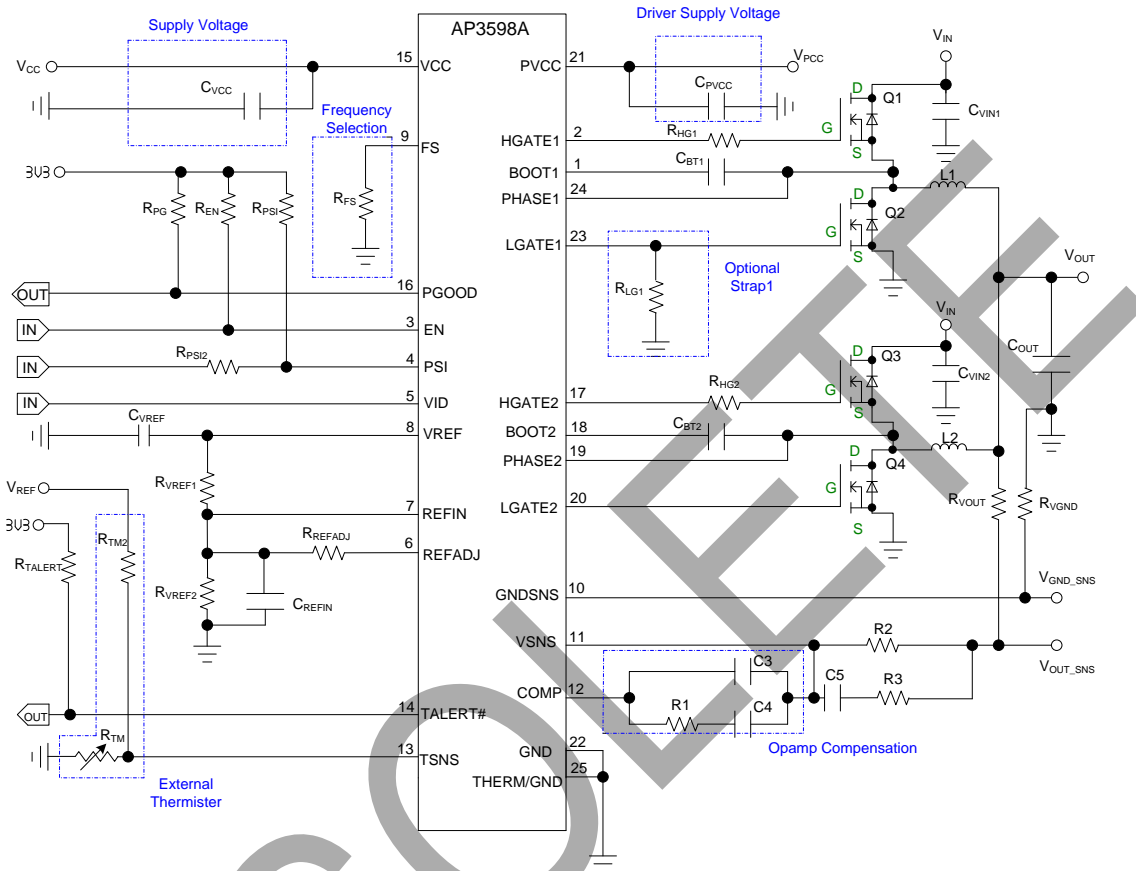 AP3598A
Supply Voltage
VCC
CVCC
15
VCC
Frequency
Selection
9
FS
RFS
3V3
RPG
REN
RPSI
OUT
16
PGOOD
IN
3
EN
IN
RPSI2
4
PSI
IN
5
VID
CVREF
8
VREF
VREF
RVREF1
7
REFIN
3V3
RTM2
RREFADJ
6
REFADJ
RTALERT
RVREF2
CREFIN
OUT
14
TALERT#
RTM
13
TSNS
External
Thermister
Driver Supply Voltage
PVCC
21
VPCC
CPVCC
VIN
D
Q1
G
S
CVIN1
HGATE1
2
RHG1
BOOT1
1
CBT1
PHASE1
24
L1
D
Q2
G
S
LGATE1
23
RLG1
Optional
Strap1
VOUT
VIN
COUT
D
Q3
G
S
CVIN2
HGATE2
17
RHG2
BOOT2
18
CBT2
PHASE2
19
L2
D
Q4
G
S
LGATE2
20
RVOUT
RVGND
GNDSNS
10
VGND_SNS
VSNS
11
R2
VOUT_SNS
COMP
12
C3
R1
C4
C5
R3
Opamp Compensation
GND
22
THERM/GND
25
OBSOLETE